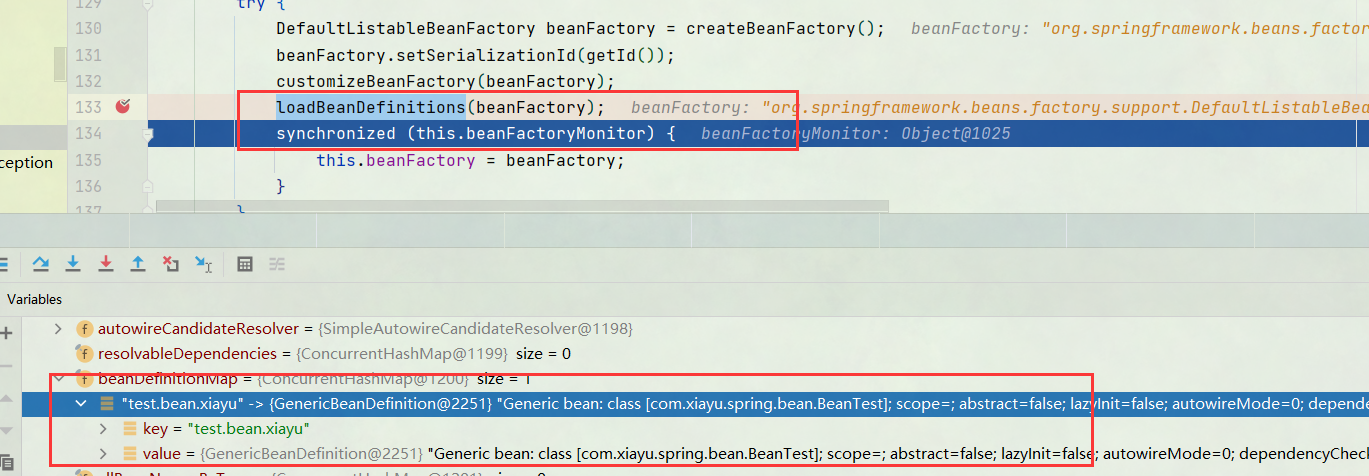 129 try {
130 DefaultListableBeanFactory beanFactory = createBeanFactory(); beanFactory: "org.springframework.beans.factor
131 beanFactory.setSerializationId(getId());
132 customizeBeanFactory(beanFactory);
133 loadBeanDefinitions(beanFactory); beanFactory: "org.springframework.beans.factory.support.DefaultListableBea
134 synchronized (this.beanFactoryMonitor) { beanFactoryMonitor: Object@1025
135 this.beanFactory = beanFactory;
ception
136 }
137 }
Variables
autowireCandidateResolver = {SimpleAutowireCandidateResolver@1198}
resolvableDependencies = {ConcurrentHashMap@1199} size = 0
beanDefinitionMap = {ConcurrentHashMap@1200} size = 1
"test.bean.xiayu" -> {GenericBeanDefinition@2251} "Generic bean: class [com.xiayu.spring.bean.BeanTest]; scope=; abstract=false; lazyInit=false; autowireMode=0; depende
key = "test.bean.xiayu"
value = {GenericBeanDefinition@2251} "Generic bean: class [com.xiayu.spring.bean.BeanTest]; scope=; abstract=false; lazyInit=false; autowireMode=0; dependencyCheck